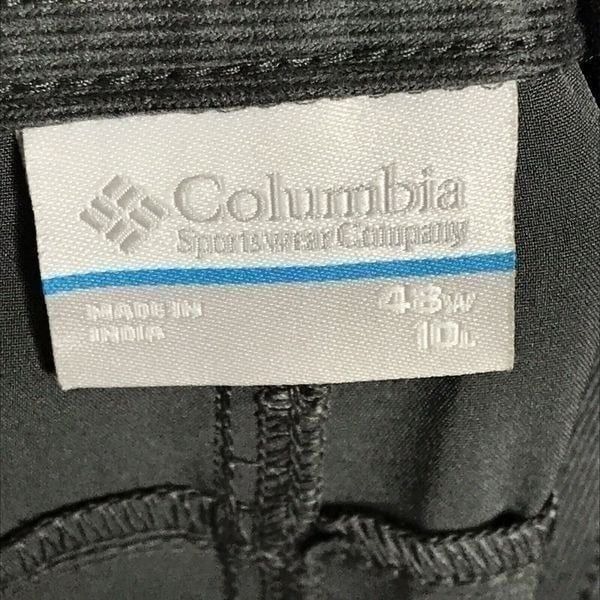 Columbia
Sportswear Company
MADE IN
INDIA
48W
10L